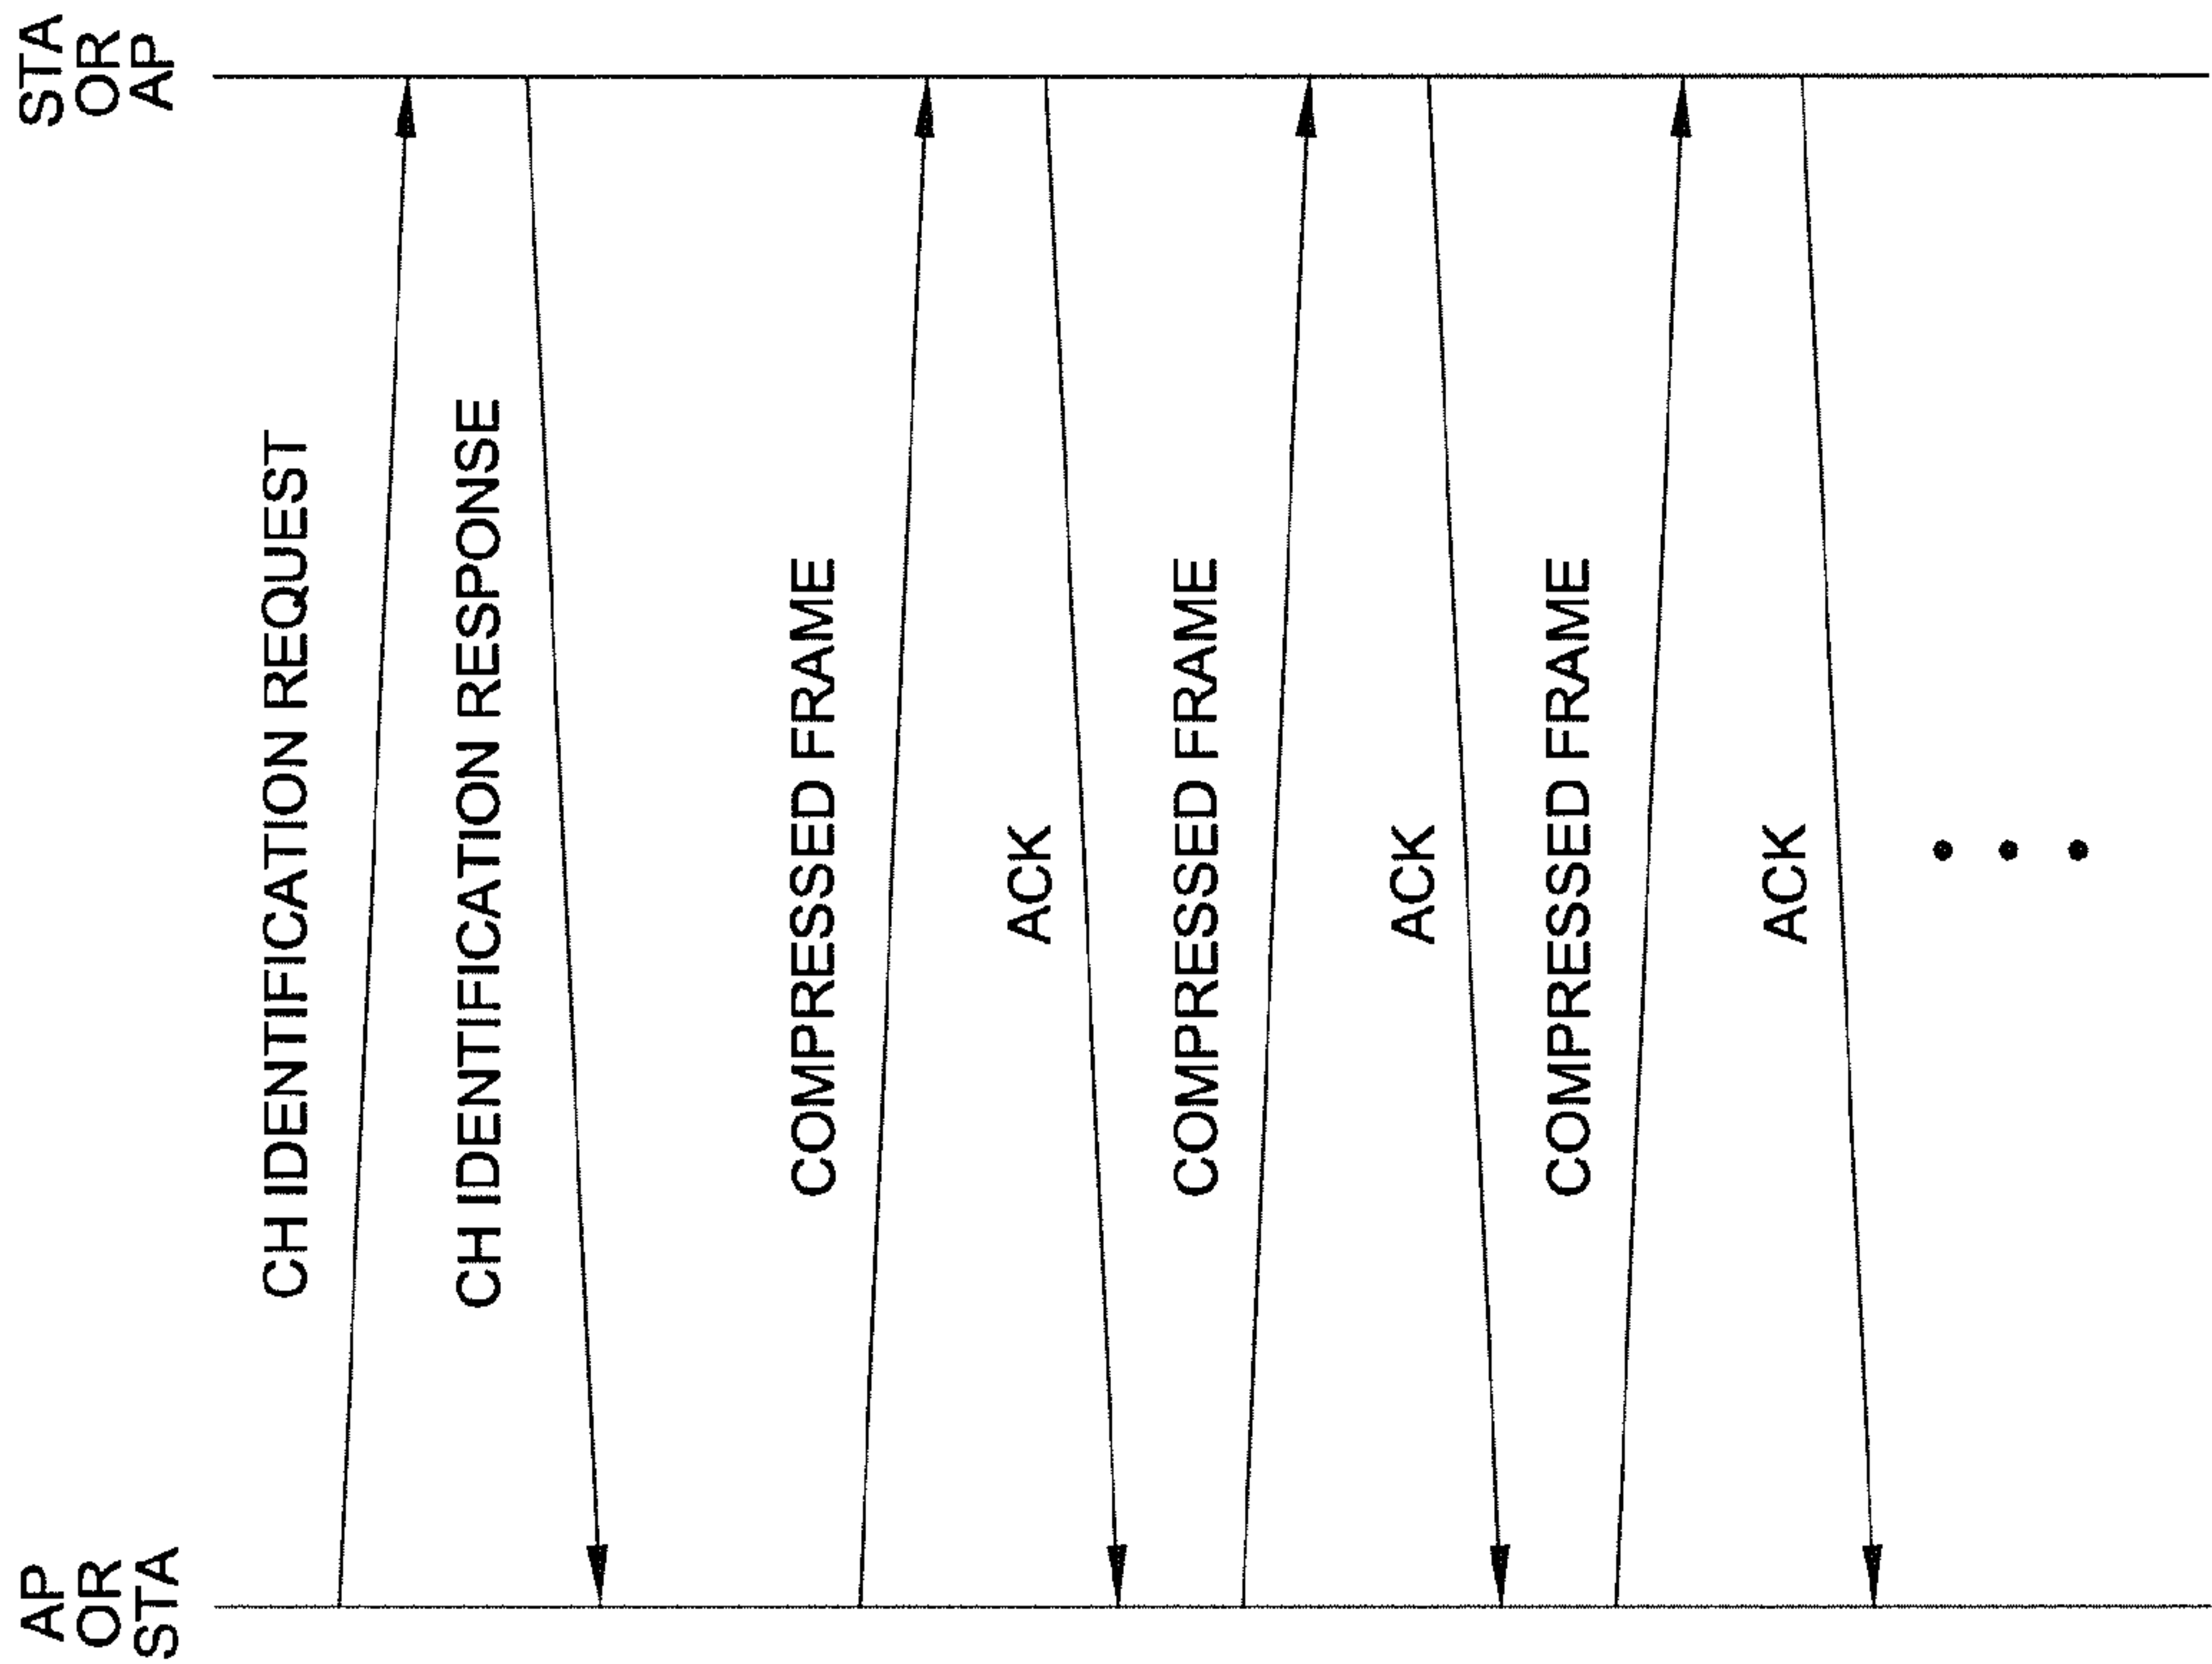 AP
OR
STA
STA
OR
AP
CH IDENTIFICATION REQUEST
CH IDENTIFICATION RESPONSE
COMPRESSED FRAME
ACK
COMPRESSED FRAME
ACK
COMPRESSED FRAME
ACK